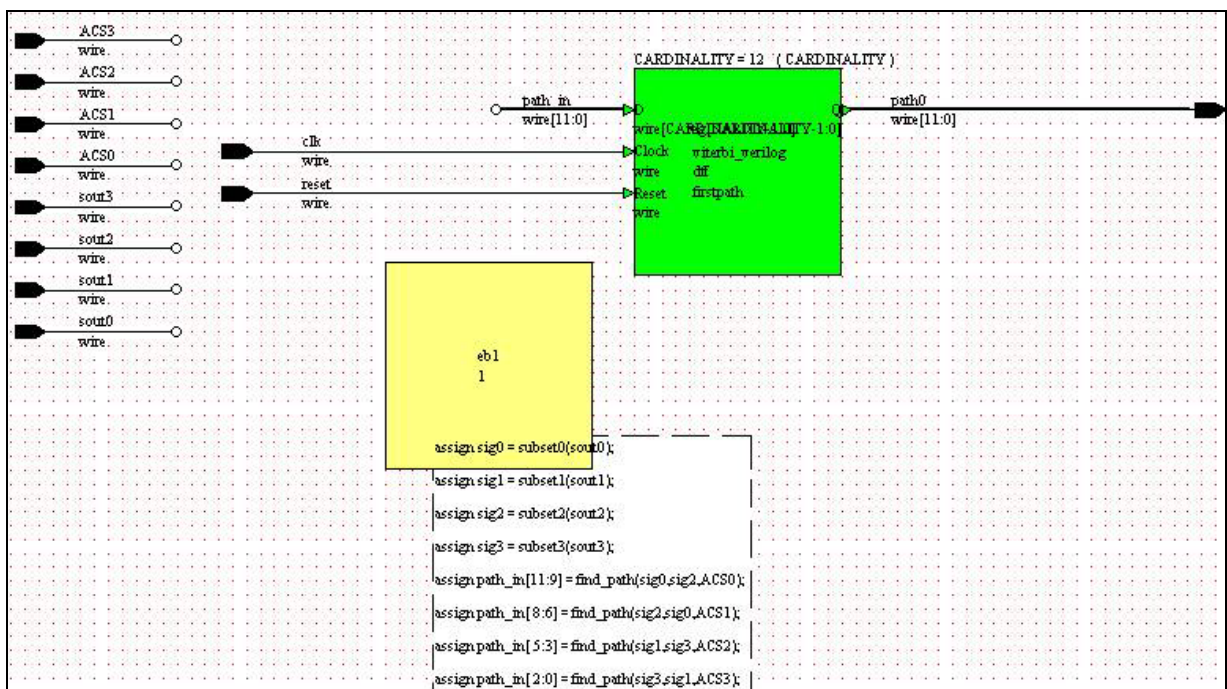 ACS3
wire.
ACS2
wire.
ACS1
wire.
ACS0
wire.
sout3
wire.
sout2
wire.
sout1
wire.
sout0
wire.
clk
wire.
reset
wire.
path_in
wire[11:0]
CARDINALITY = 12 ( CARDINALITY )
D
Q
Clock
wire
Reset
wire
viterbi_verilog
dff
firstpath
path0
wire[11:0]
eb1
1
assign sig0 = subset0(sout0);
assign sig1 = subset1(sout1);
assign sig2 = subset2(sout2);
assign sig3 = subset3(sout3);
assign path_in[11:9] = find_path(sig0,sig2,ACS0);
assign path_in[8:6] = find_path(sig2,sig0,ACS1);
assign path_in[5:3] = find_path(sig1,sig3,ACS2);
assign path_in[2:0] = find_path(sig3,sig1,ACS3);